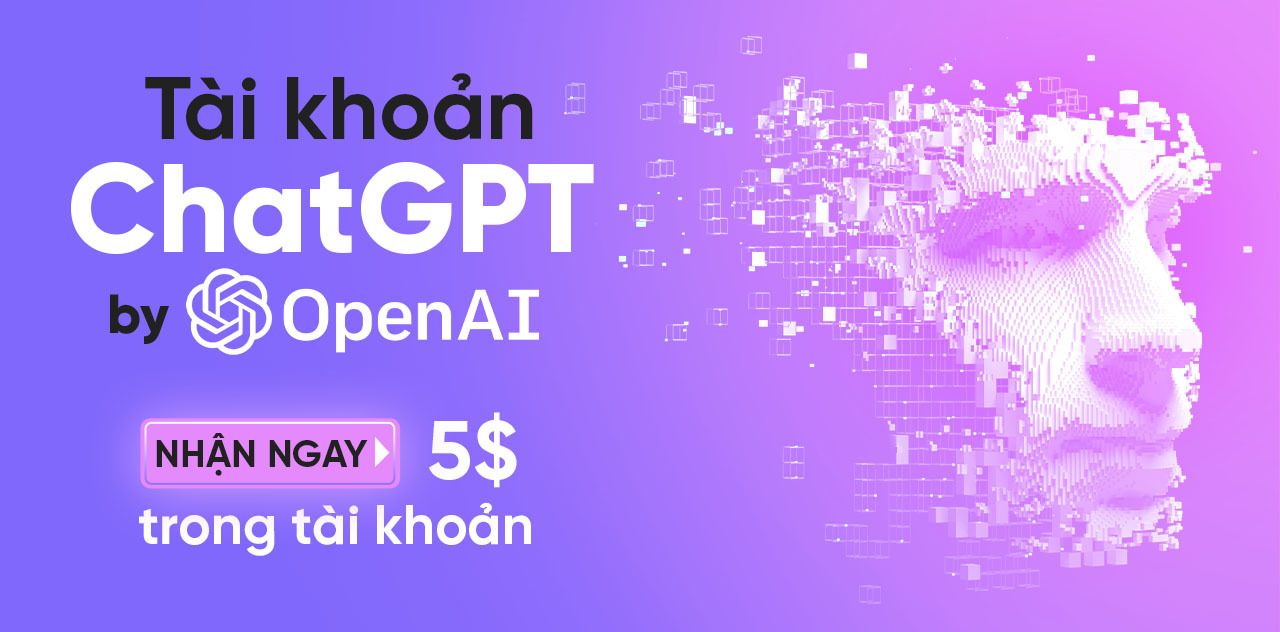 Tài khoản
ChatGPT
by OpenAI
NHẬN NGAY 5$
trong tài khoản